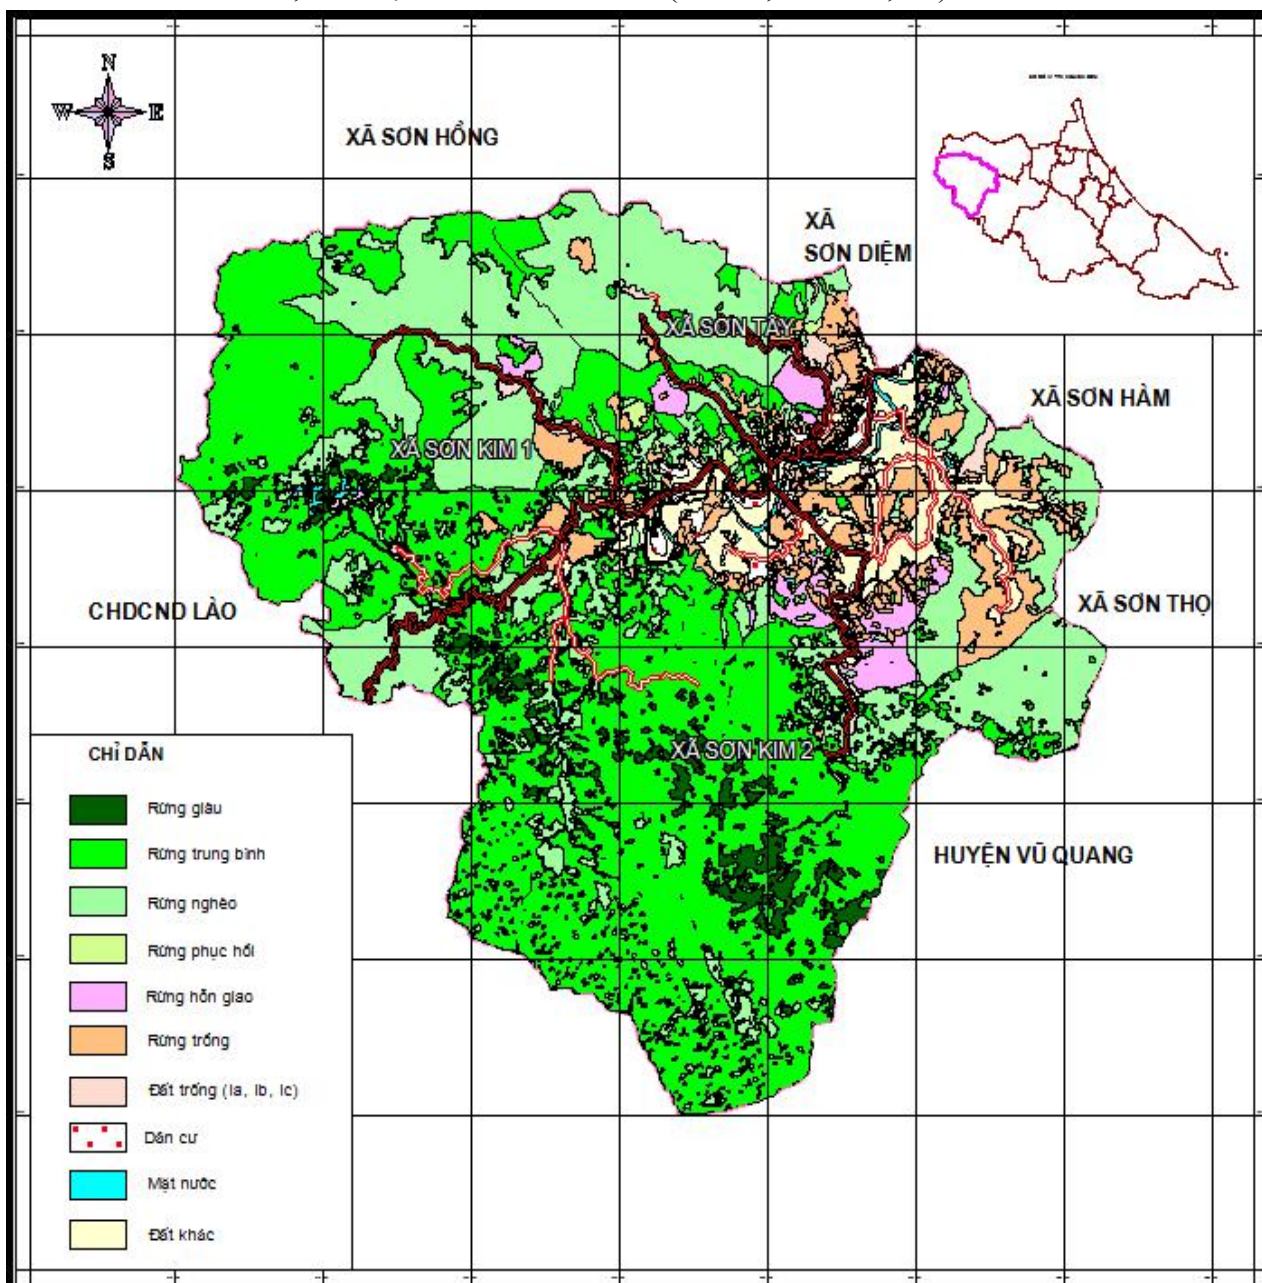 N
W E
S
XÃ SƠN HỒNG
XÃ
SƠN DIỆM
XÃ SƠN TÂY
XÃ SƠN HÀM
XÃ SƠN KIM 1
CHDCND LÀO
XÃ SƠN THỌ
XÃ SƠN KIM 2
HUYỆN VŨ QUANG
CHỈ DẪN
Rừng giàu
Rừng trung bình
Rừng nghèo
Rừng phục hồi
Rừng hỗn giao
Rừng trồng
Đất trống (Ia, Ib, Ic)
Dân cư
Mặt nước
Đất khác